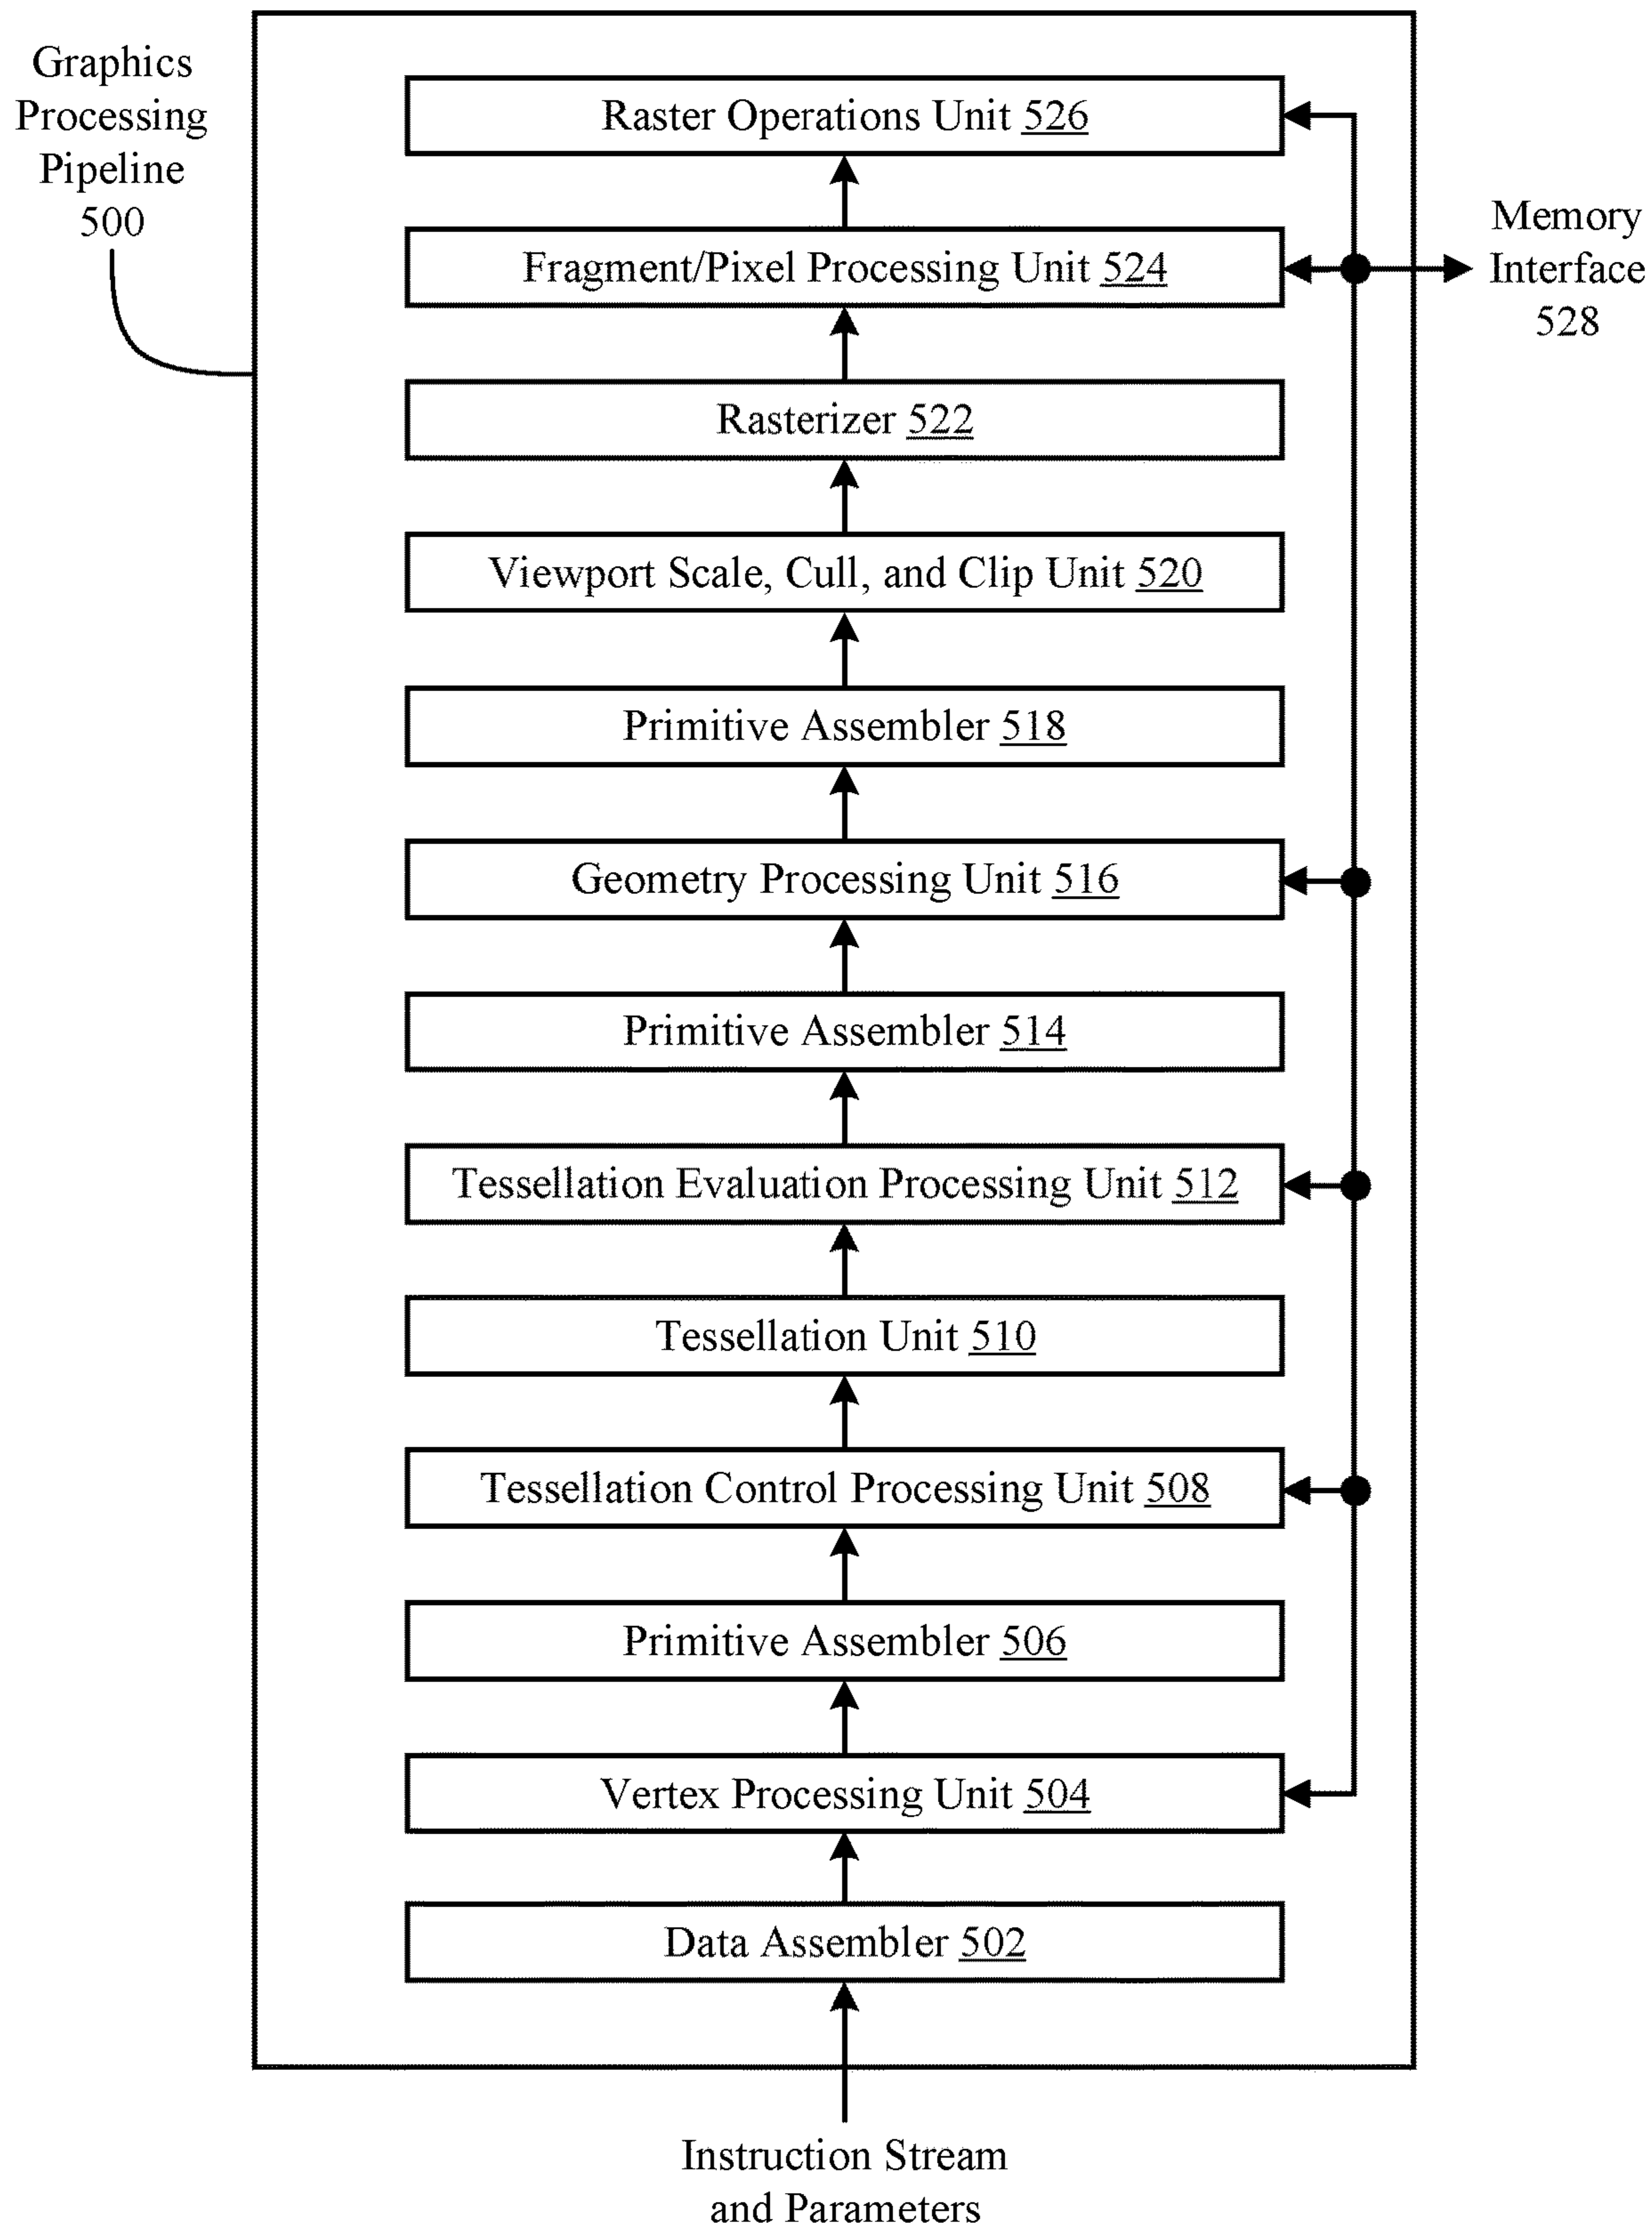 Graphics
Processing
Pipeline
500
Raster Operations Unit 526
Fragment/Pixel Processing Unit 524
Memory
Interface
528
Rasterizer 522
Viewport Scale, Cull, and Clip Unit 520
Primitive Assembler 518
Geometry Processing Unit 516
Primitive Assembler 514
Tessellation Evaluation Processing Unit 512
Tessellation Unit 510
Tessellation Control Processing Unit 508
Primitive Assembler 506
Vertex Processing Unit 504
Data Assembler 502
Instruction Stream
and Parameters